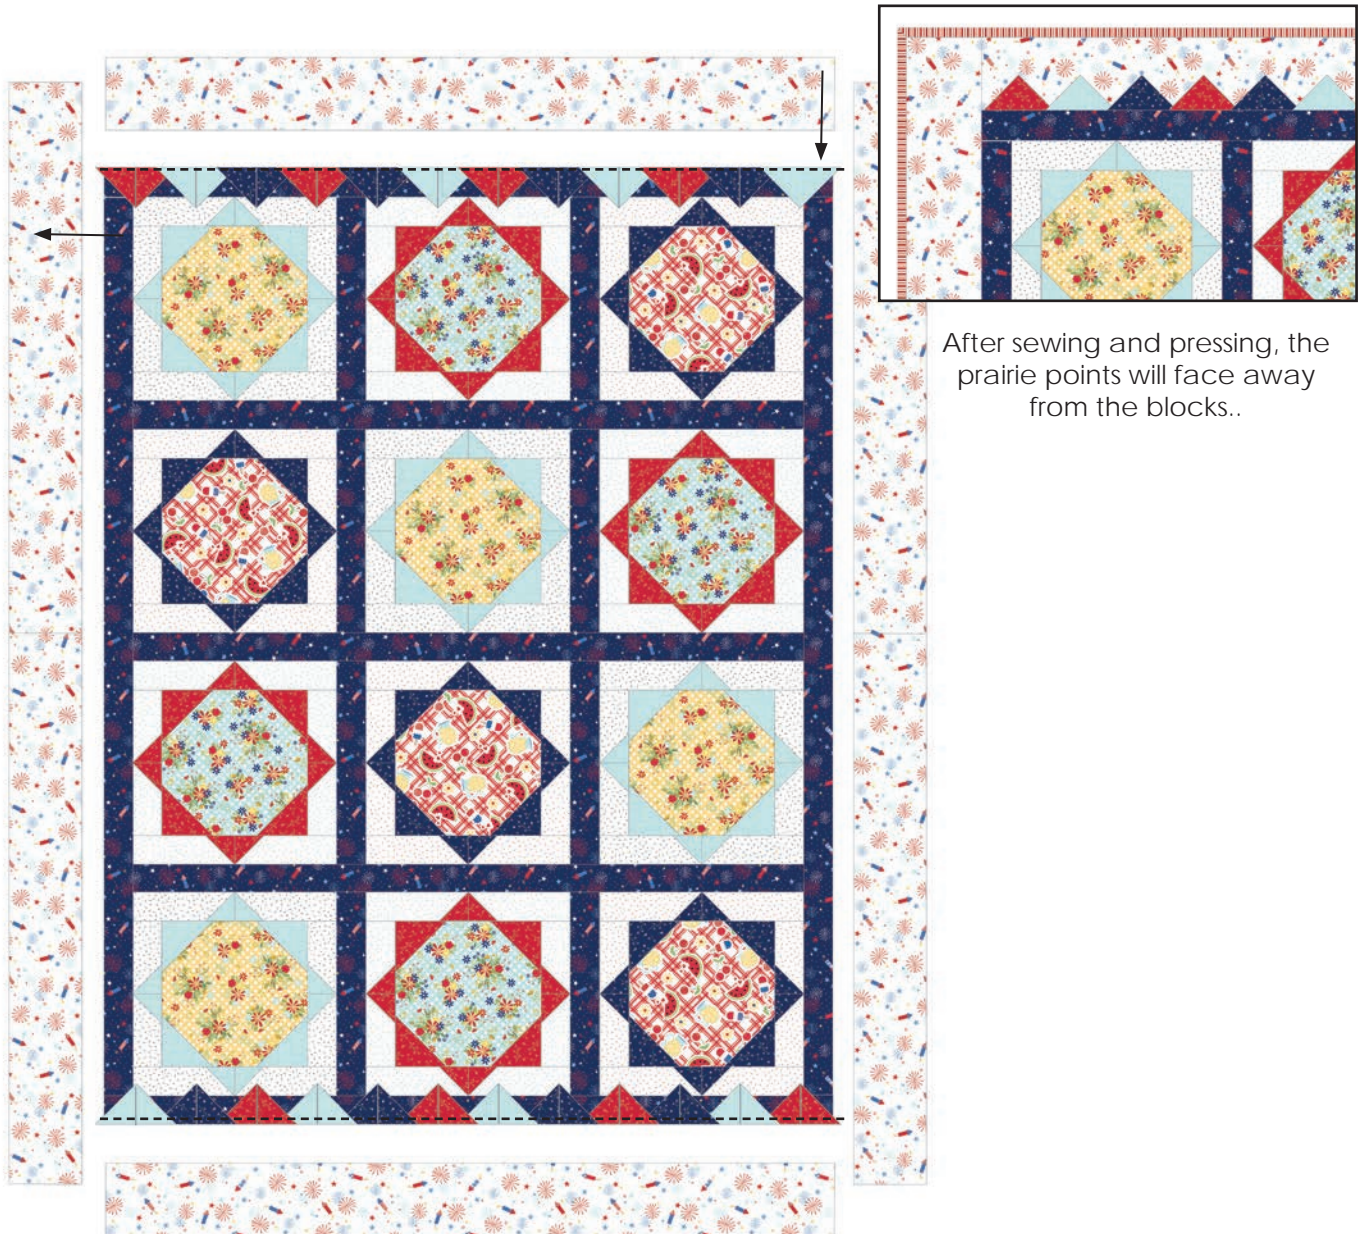 After sewing and pressing, the
prairie points will face away
from the blocks..